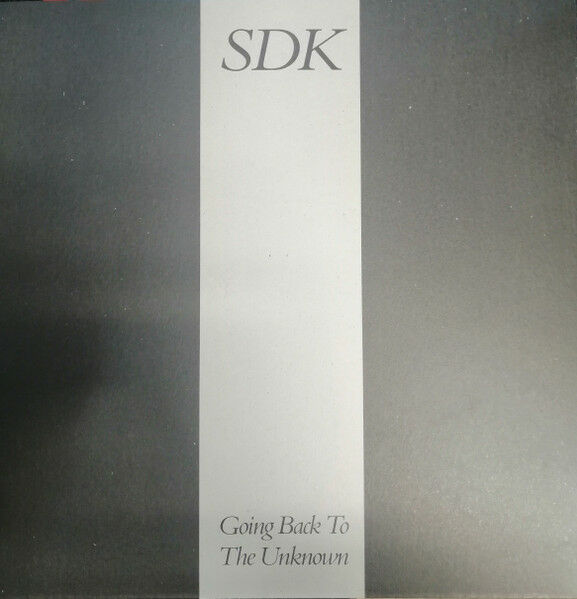 SDK
Going Back To
The Unknown